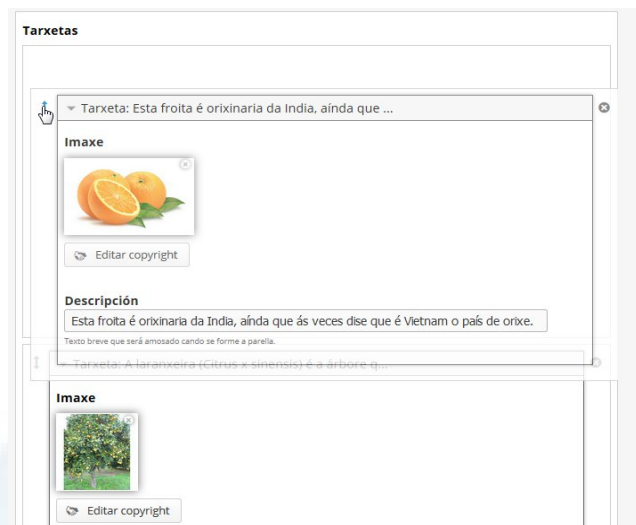 Tarxetas
Tarxeta: Esta froita é orixinaria da India, aínda que ...
Imaxe
Editar copyright
Descripción
Esta froita é orixinaria da India, aínda que ás veces dise que é Vietnam o país de orixe.
Texto breve que será amosado cando se forme a parella.
Tarxeta: A laranxeira (Citrus x sinensis) é a árbore q...
Imaxe
Editar copyright